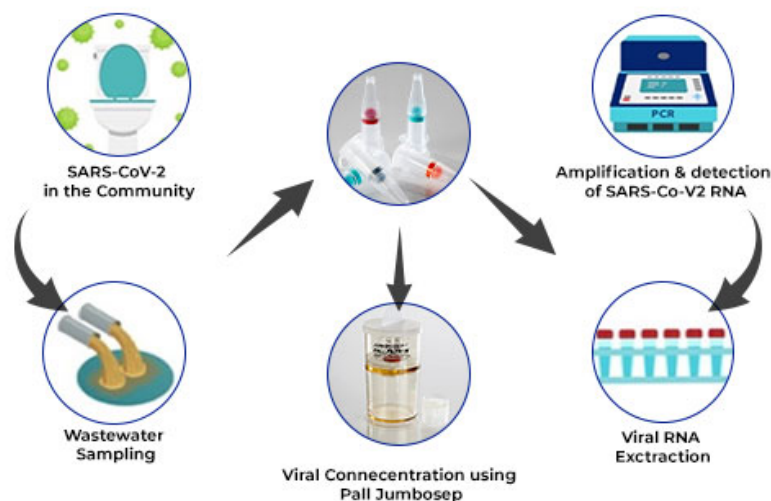 SARS-CoV-2
in the Community
PCR
Amplification & detection
of SARS-Co-V2 RNA
Wastewater
Sampling
Viral Connecentration using
Pall Jumbosep
Viral RNA
Exctraction